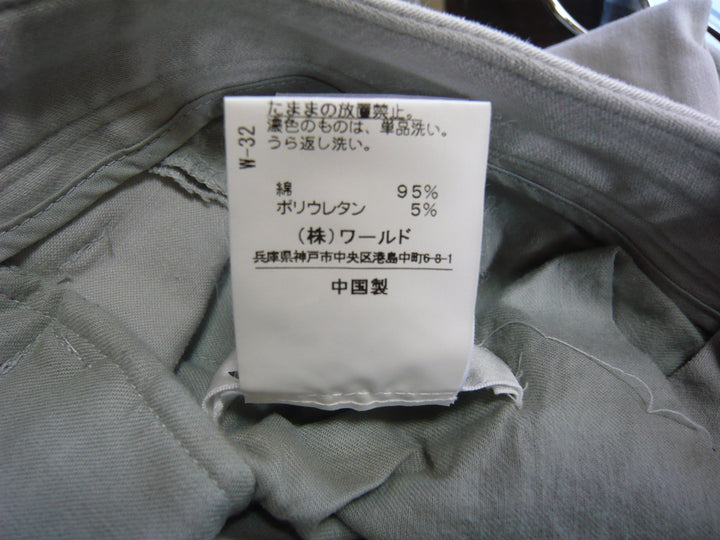 たままの放置禁止。
濃色のものは、単品洗い。
うら返し洗い。
W-32
綿 95%
ポリウレタン 5%
(株)ワールド
兵庫県神戸市中央区港島中町6-8-1
中国製